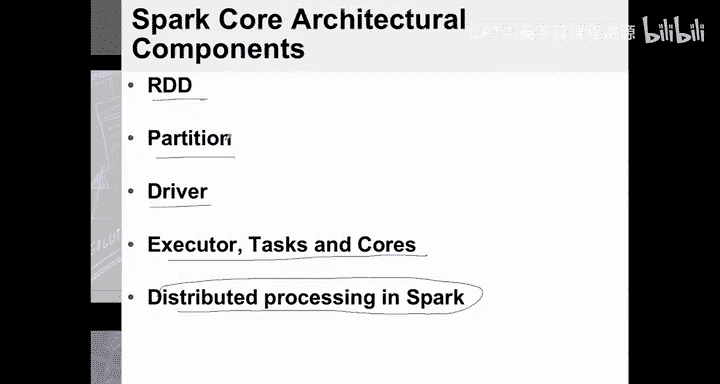 Spark Core Architectural
Components
bilibili
• RDD
• Partition
• Driver
• Executor, Tasks and Cores
• Distributed processing in Spark